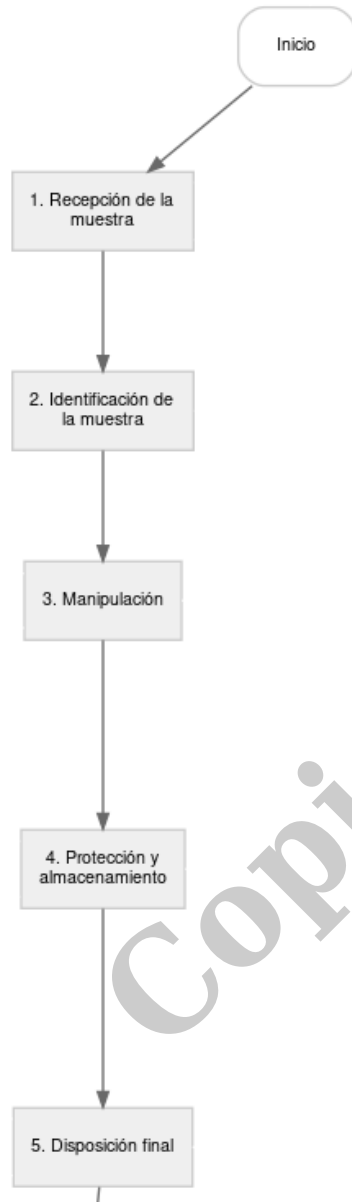 Inicio
1. Recepción de la
muestra
2. Identificación de
la muestra
3. Manipulación
4. Protección y
almacenamiento
5. Disposición final
Copi